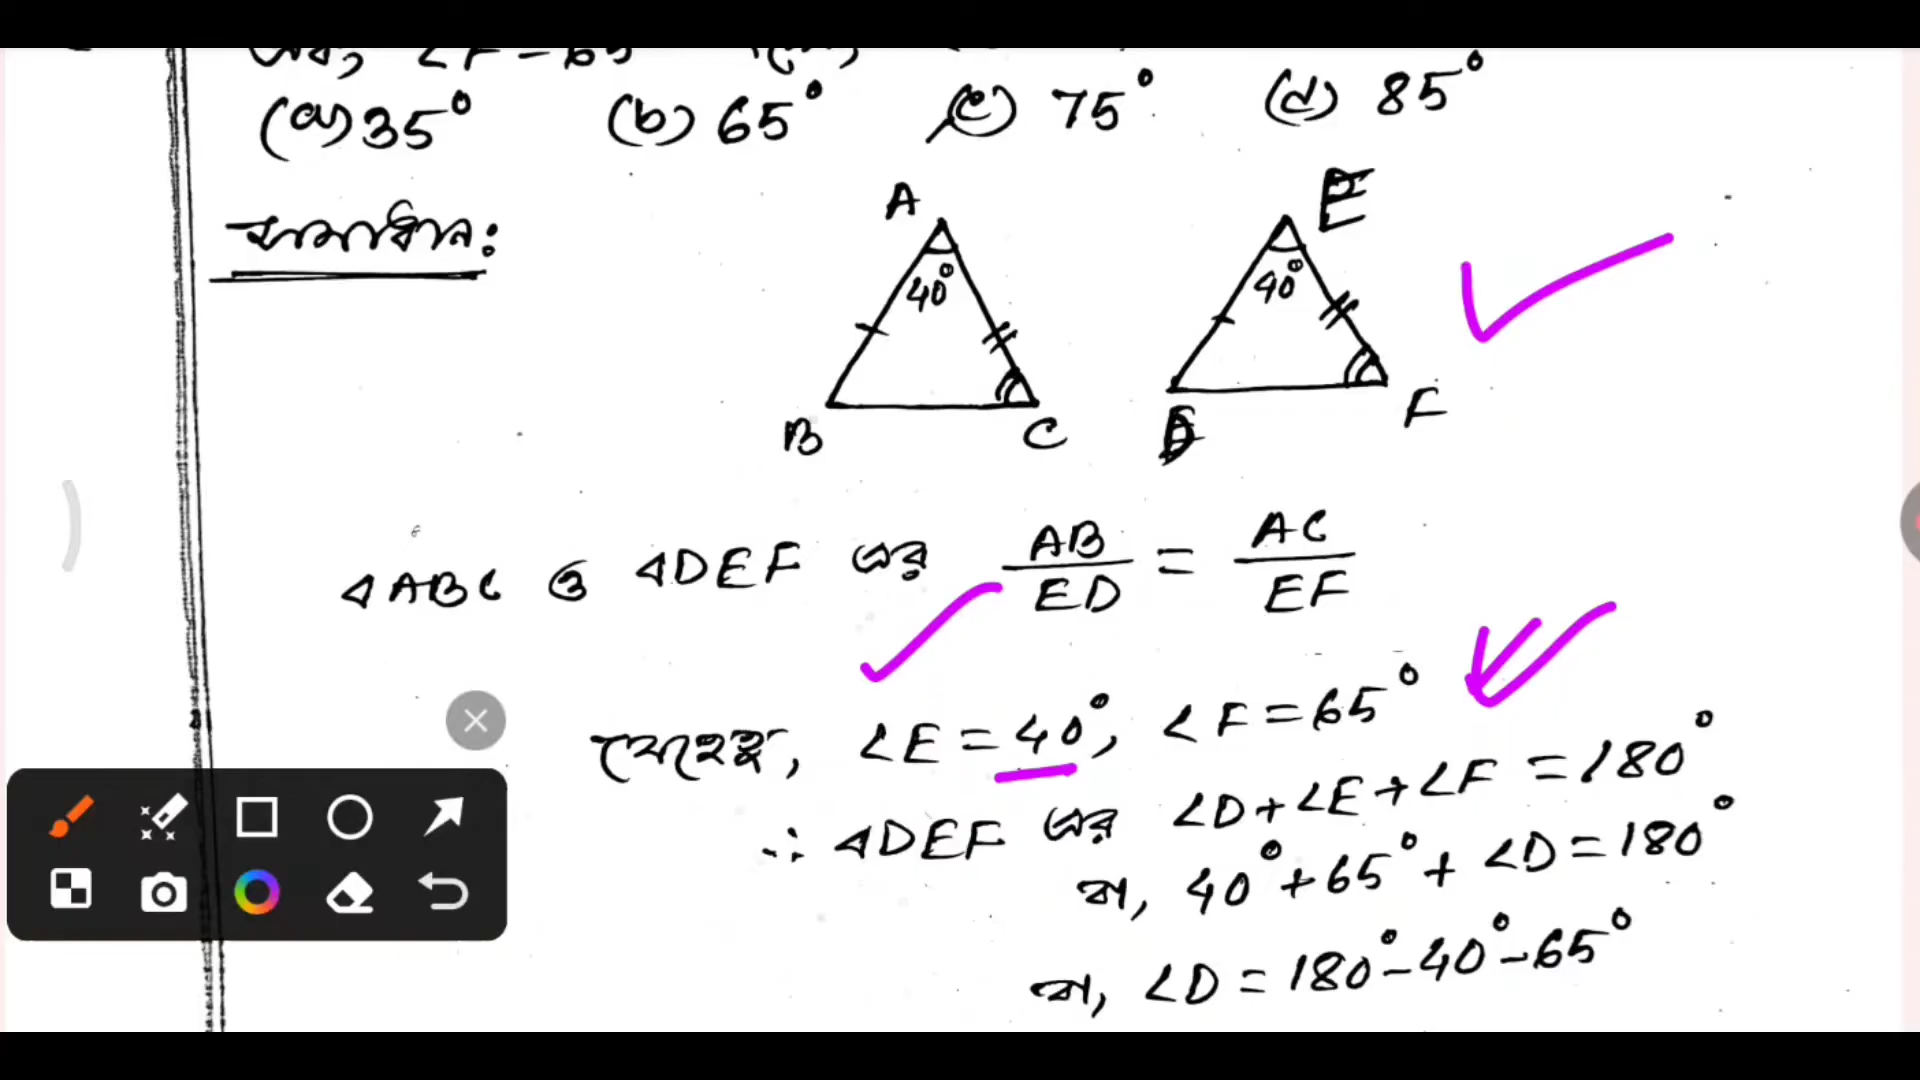 ∠F = 65°
(a) 35° (b) 65° (c) 75° (d) 85°
সমাধান:
A E
40° 40°
B C D F
△ABC ও △DEF এর AB/ED = AC/EF
যেহেতু, ∠E = 40°, ∠F = 65°
∴ △DEF এর ∠D + ∠E + ∠F = 180°
বা, 40° + 65° + ∠D = 180°
বা, ∠D = 180° - 40° - 65°